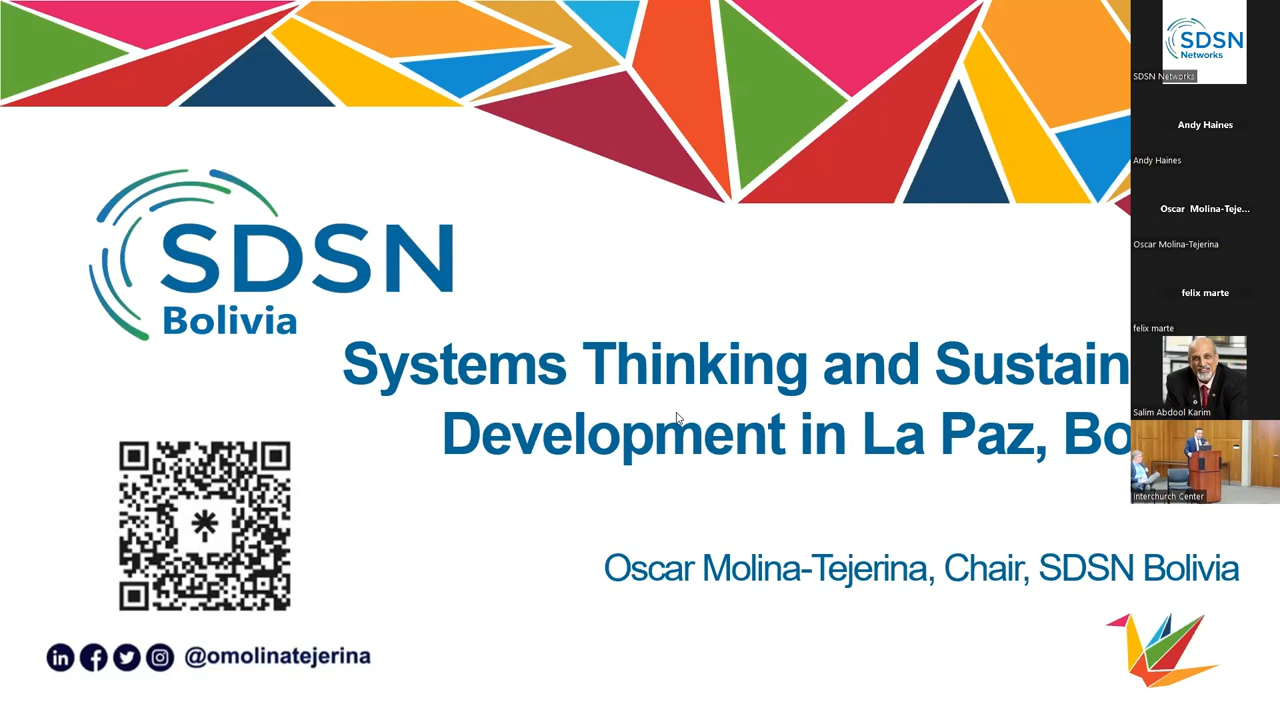 SDSN
Bolivia
Systems Thinking and Sustain
Development in La Paz, Bo
Oscar Molina-Tejerina, Chair, SDSN Bolivia
in
@omolinatejerina
SDSN
Networks
SDSN Networks
Andy Haines
Andy Haines
Oscar Molina-Teje...
Oscar Molina-Tejerina
felix marte
felix marte
Salim Abdool Karim
Interchurch Center